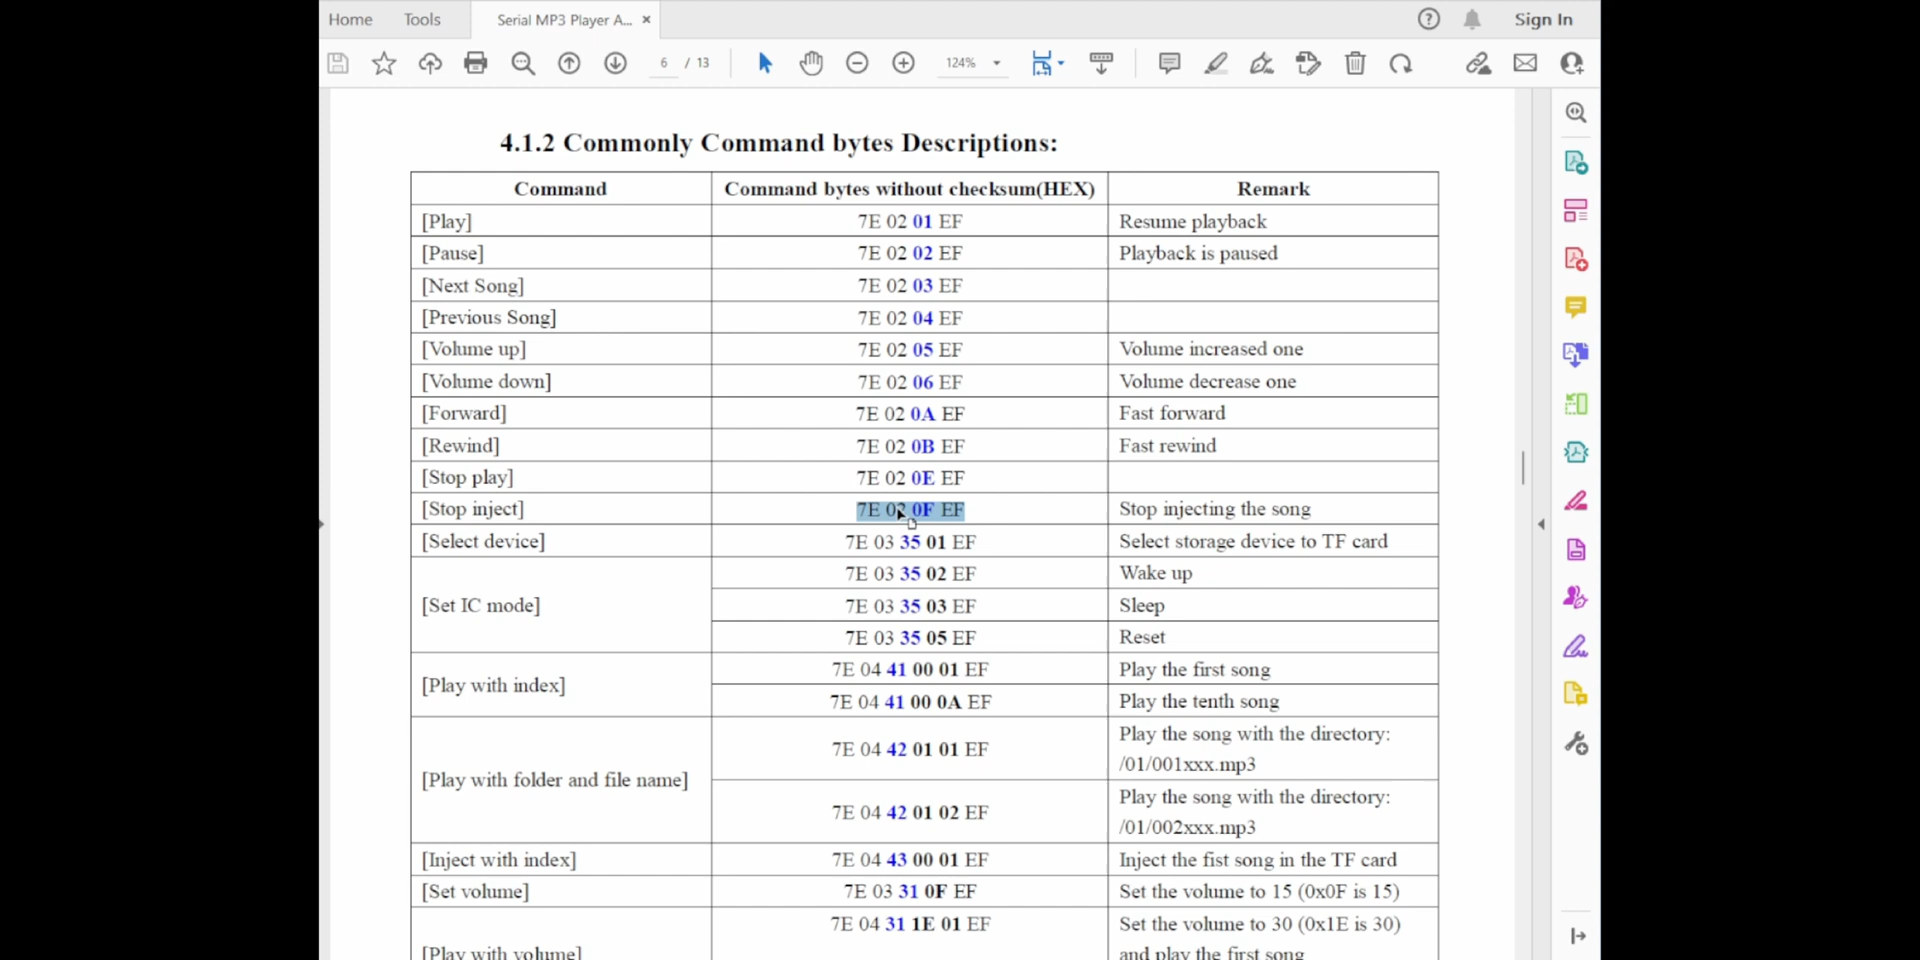 Home Tools Serial MP3 Player A... ×
6 / 13 124% Sign In
4.1.2 Commonly Command bytes Descriptions:
Command Command bytes without checksum(HEX) Remark
[Play] 7E 02 01 EF Resume playback
[Pause] 7E 02 02 EF Playback is paused
[Next Song] 7E 02 03 EF
[Previous Song] 7E 02 04 EF
[Volume up] 7E 02 05 EF Volume increased one
[Volume down] 7E 02 06 EF Volume decrease one
[Forward] 7E 02 0A EF Fast forward
[Rewind] 7E 02 0B EF Fast rewind
[Stop play] 7E 02 0E EF
[Stop inject] 7E 02 0F EF Stop injecting the song
[Select device] 7E 03 35 01 EF Select storage device to TF card
[Set IC mode] 7E 03 35 02 EF Wake up
7E 03 35 03 EF Sleep
7E 03 35 05 EF Reset
[Play with index] 7E 04 41 00 01 EF Play the first song
7E 04 41 00 0A EF Play the tenth song
[Play with folder and file name] 7E 04 42 01 01 EF Play the song with the directory:
/01/001xxx.mp3
7E 04 42 01 02 EF Play the song with the directory:
/01/002xxx.mp3
[Inject with index] 7E 04 43 00 01 EF Inject the fist song in the TF card
[Set volume] 7E 03 31 0F EF Set the volume to 15 (0x0F is 15)
7E 04 31 1E 01 EF Set the volume to 30 (0x1E is 30)
[Play with volume] and play the first song